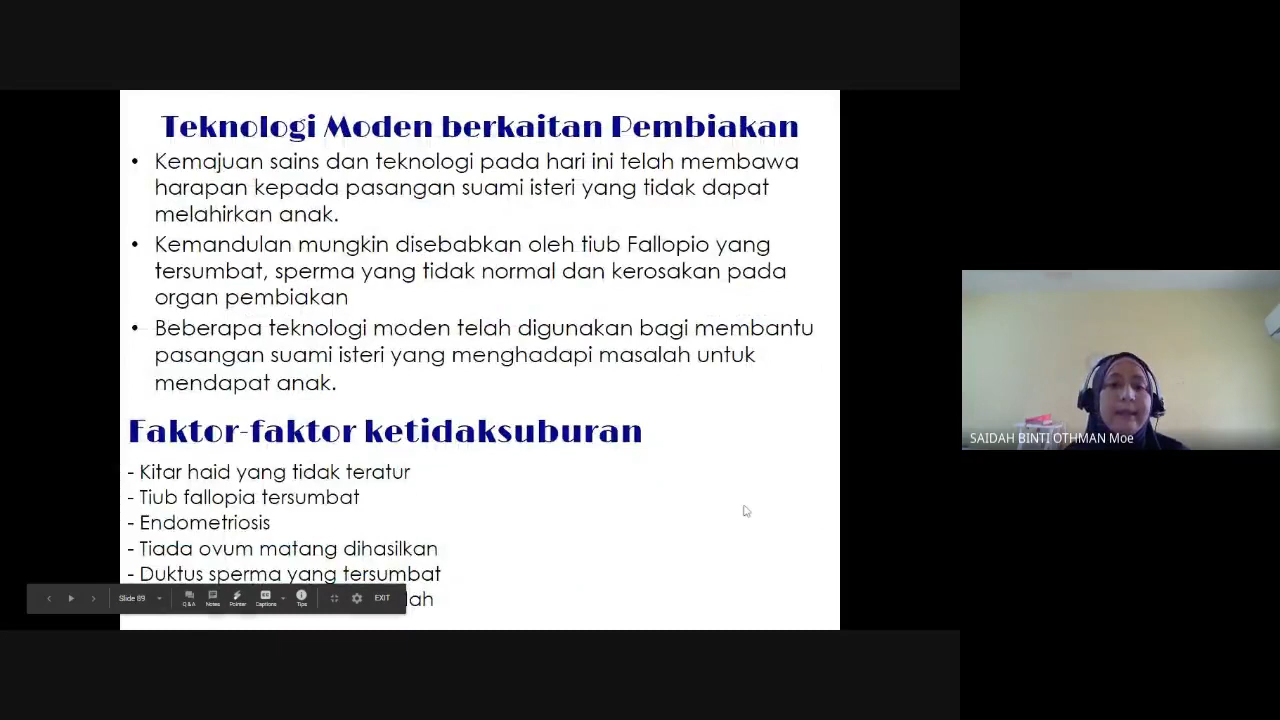 Teknologi Moden berkaitan Pembiakan
• Kemajuan sains dan teknologi pada hari ini telah membawa
harapan kepada pasangan suami isteri yang tidak dapat
melahirkan anak.
• Kemandulan mungkin disebabkan oleh tiub Fallopio yang
tersumbat, sperma yang tidak normal dan kerosakan pada
organ pembiakan
• Beberapa teknologi moden telah digunakan bagi membantu
pasangan suami isteri yang menghadapi masalah untuk
mendapat anak.
Faktor-faktor ketidaksuburan
- Kitar haid yang tidak teratur
- Tiub fallopia tersumbat
- Endometriosis
- Tiada ovum matang dihasilkan
- Duktus sperma yang tersumbat
Slide 89 Q & A Notes Pointer Captions Tips EXIT
SAIDAH BINTI OTHMAN Moe